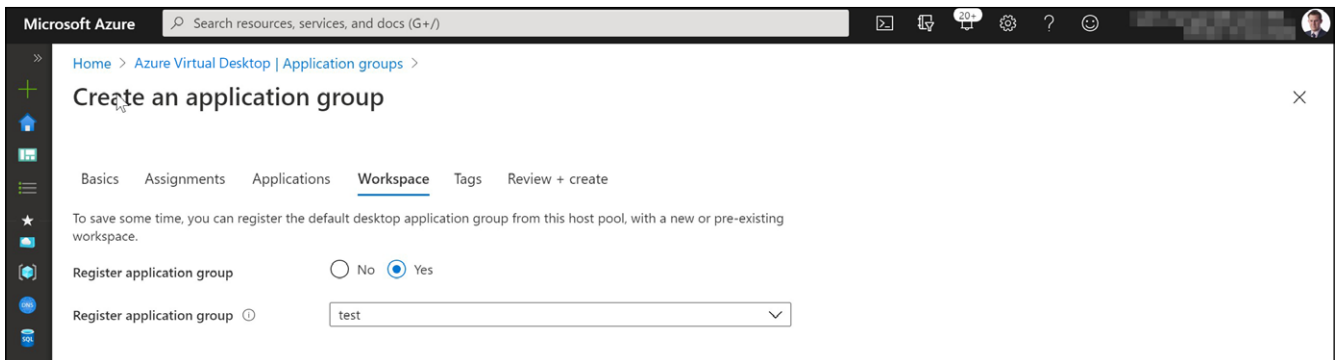 Microsoft Azure
Search resources, services, and docs (G+/)
20+
Home > Azure Virtual Desktop | Application groups >
Create an application group
Basics Assignments Applications Workspace Tags Review + create
To save some time, you can register the default desktop application group from this host pool, with a new or pre-existing
workspace.
Register application group No Yes
Register application group test
SQL